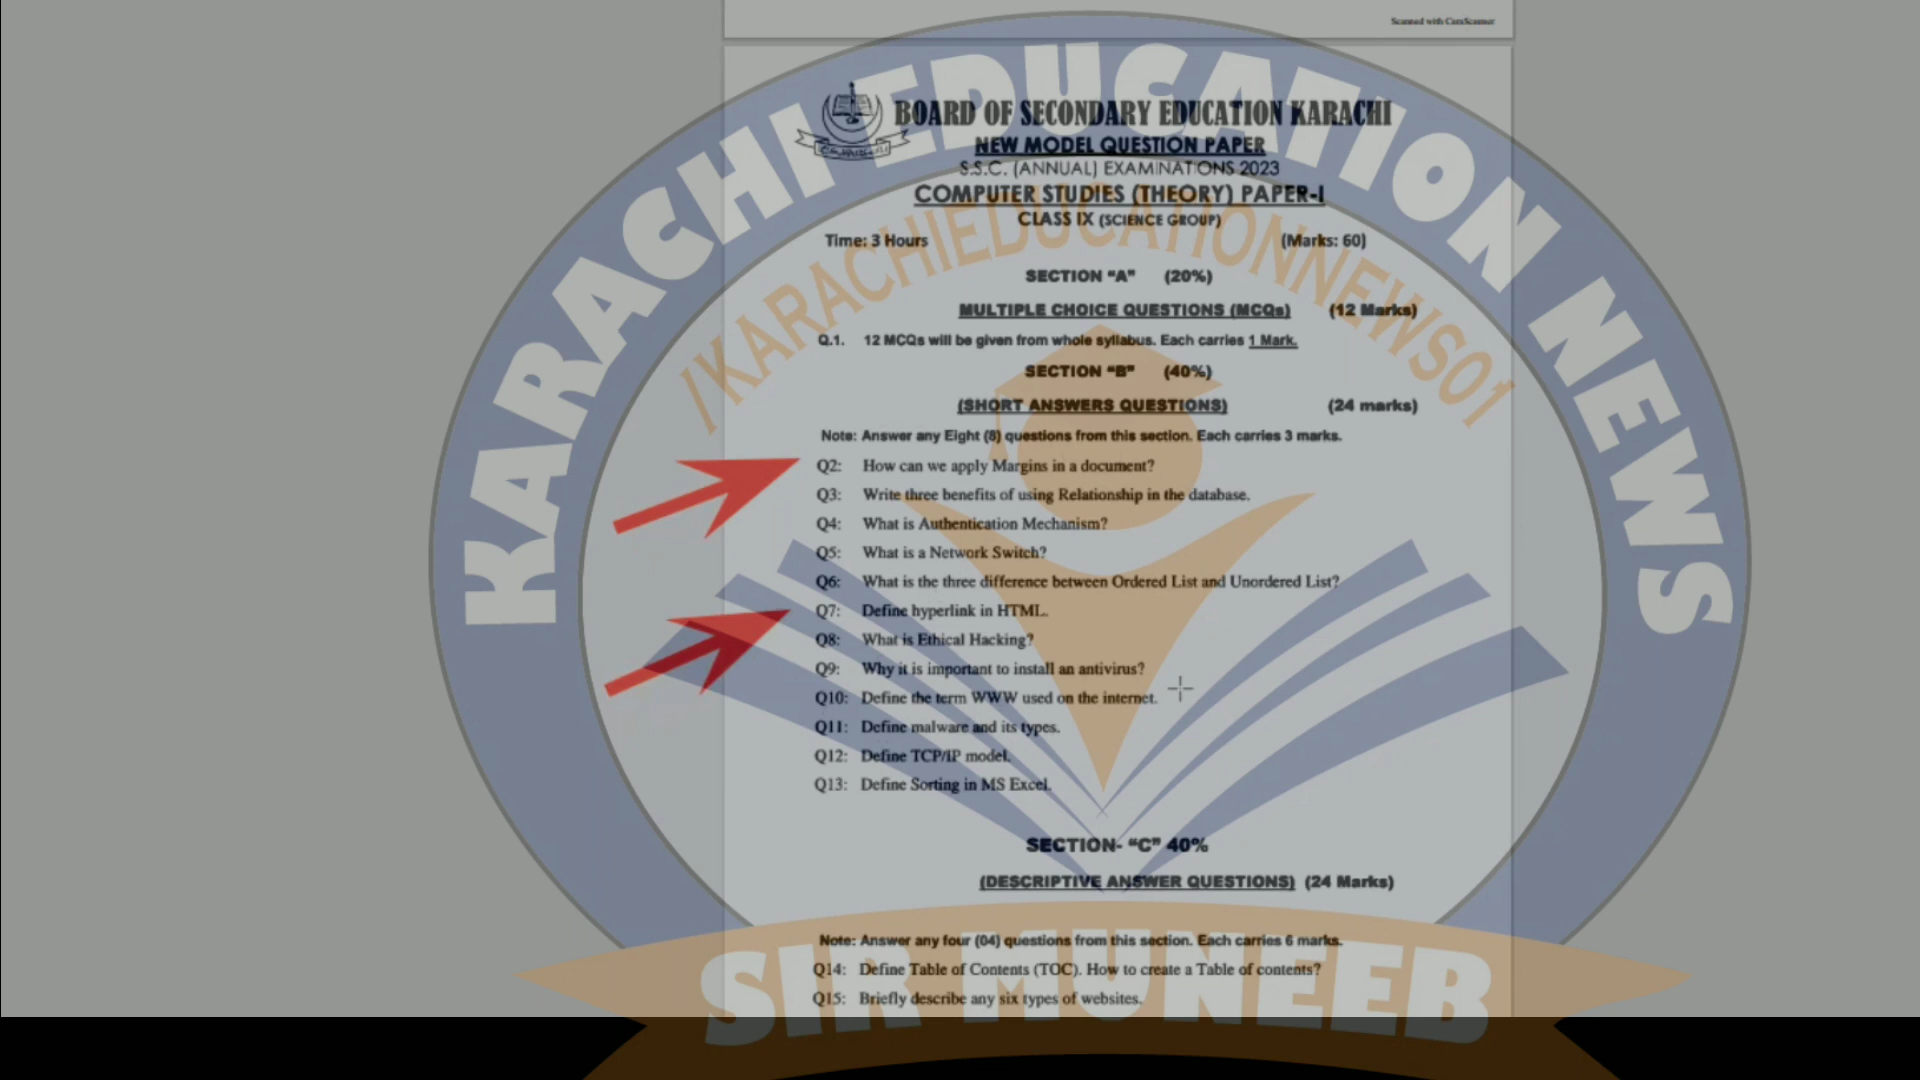 Scanned with CamScanner
BOARD OF SECONDARY EDUCATION KARACHI
NEW MODEL QUESTION PAPER
S.S.C. (ANNUAL) EXAMINATIONS 2023
COMPUTER STUDIES (THEORY) PAPER-I
CLASS IX (SCIENCE GROUP)
Time: 3 Hours (Marks: 60)
SECTION "A" (20%)
MULTIPLE CHOICE QUESTIONS (MCQs) (12 Marks)
Q.1. 12 MCQs will be given from whole syllabus. Each carries 1 Mark.
SECTION "B" (40%)
(SHORT ANSWERS QUESTIONS) (24 marks)
Note: Answer any Eight (8) questions from this section. Each carries 3 marks.
Q2: How can we apply Margins in a document?
Q3: Write three benefits of using Relationship in the database.
Q4: What is Authentication Mechanism?
Q5: What is a Network Switch?
Q6: What is the three difference between Ordered List and Unordered List?
Q7: Define hyperlink in HTML.
Q8: What is Ethical Hacking?
Q9: Why it is important to install an antivirus?
Q10: Define the term WWW used on the internet.
Q11: Define malware and its types.
Q12: Define TCP/IP model.
Q13: Define Sorting in MS Excel.
SECTION- "C" 40%
(DESCRIPTIVE ANSWER QUESTIONS) (24 Marks)
Note: Answer any four (04) questions from this section. Each carries 6 marks.
Q14: Define Table of Contents (TOC). How to create a Table of contents?
Q15: Briefly describe any six types of websites.
KARACHI EDUCATION NEWS
/KARACHIEDUCATIONNEWS01
SIR MUNEEB